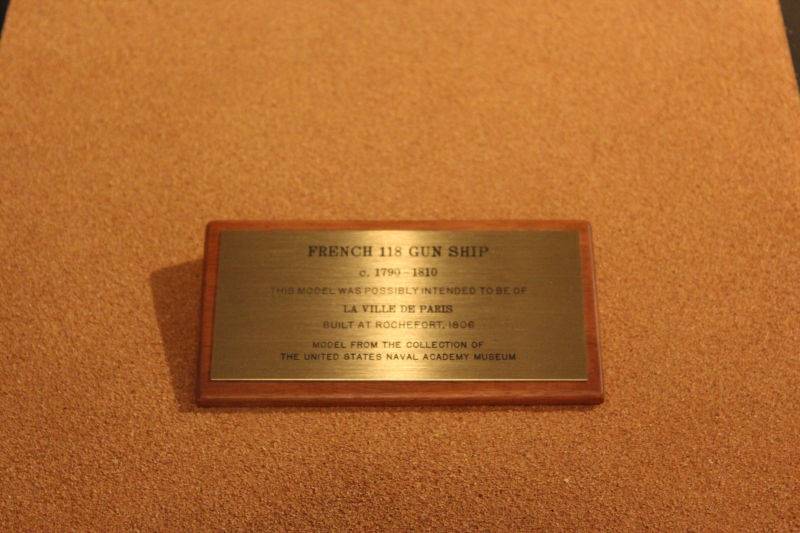 FRENCH 118 GUN SHIP
c. 1790-1810
THIS MODEL WAS POSSIBLY INTENDED TO BE OF
LA VILLE DE PARIS
BUILT AT ROCHEFORT, 1806
MODEL FROM THE COLLECTION OF
THE UNITED STATES NAVAL ACADEMY MUSEUM